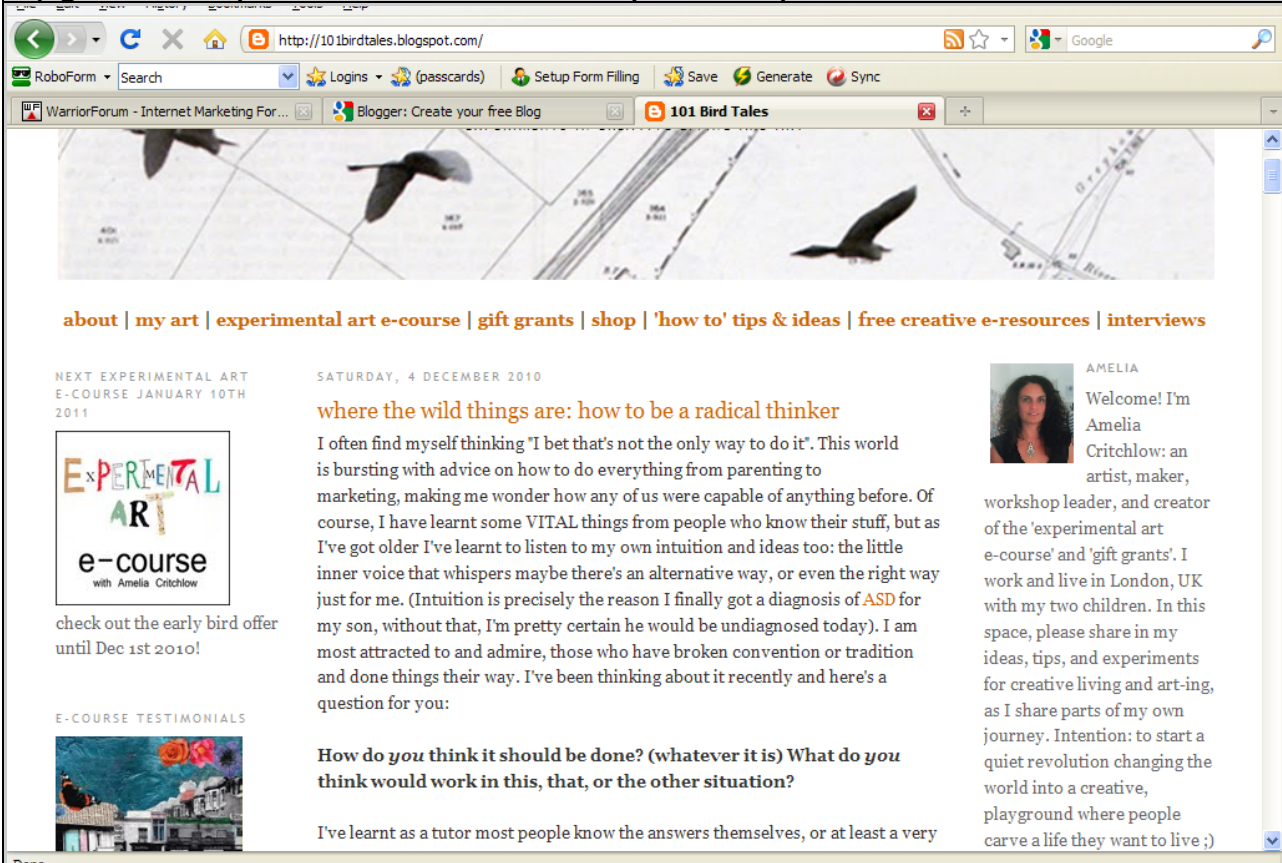 File Edit View History Bookmarks Tools Help
http://101birdtales.blogspot.com/
Google
RoboForm
Search
Logins
(passcards)
Setup Form Filling
Save
Generate
Sync
WarriorForum - Internet Marketing For...
Blogger: Create your free Blog
101 Bird Tales
about | my art | experimental art e-course | gift grants | shop | 'how to' tips & ideas | free creative e-resources | interviews
NEXT EXPERIMENTAL ART
E-COURSE JANUARY 10TH
2011
EXPERIMENTAL
ART
e-course
with Amelia Critchlow
check out the early bird offer
until Dec 1st 2010!
E-COURSE TESTIMONIALS
SATURDAY, 4 DECEMBER 2010
where the wild things are: how to be a radical thinker
I often find myself thinking "I bet that's not the only way to do it". This world
is bursting with advice on how to do everything from parenting to
marketing, making me wonder how any of us were capable of anything before. Of
course, I have learnt some VITAL things from people who know their stuff, but as
I've got older I've learnt to listen to my own intuition and ideas too: the little
inner voice that whispers maybe there's an alternative way, or even the right way
just for me. (Intuition is precisely the reason I finally got a diagnosis of ASD for
my son, without that, I'm pretty certain he would be undiagnosed today). I am
most attracted to and admire, those who have broken convention or tradition
and done things their way. I've been thinking about it recently and here's a
question for you:
How do you think it should be done? (whatever it is) What do you
think would work in this, that, or the other situation?
I've learnt as a tutor most people know the answers themselves, or at least a very
AMELIA
Welcome! I'm
Amelia
Critchlow: an
artist, maker,
workshop leader, and creator
of the 'experimental art
e-course' and 'gift grants'. I
work and live in London, UK
with my two children. In this
space, please share in my
ideas, tips, and experiments
for creative living and art-ing,
as I share parts of my own
journey. Intention: to start a
quiet revolution changing the
world into a creative,
playground where people
carve a life they want to live ;)
Done